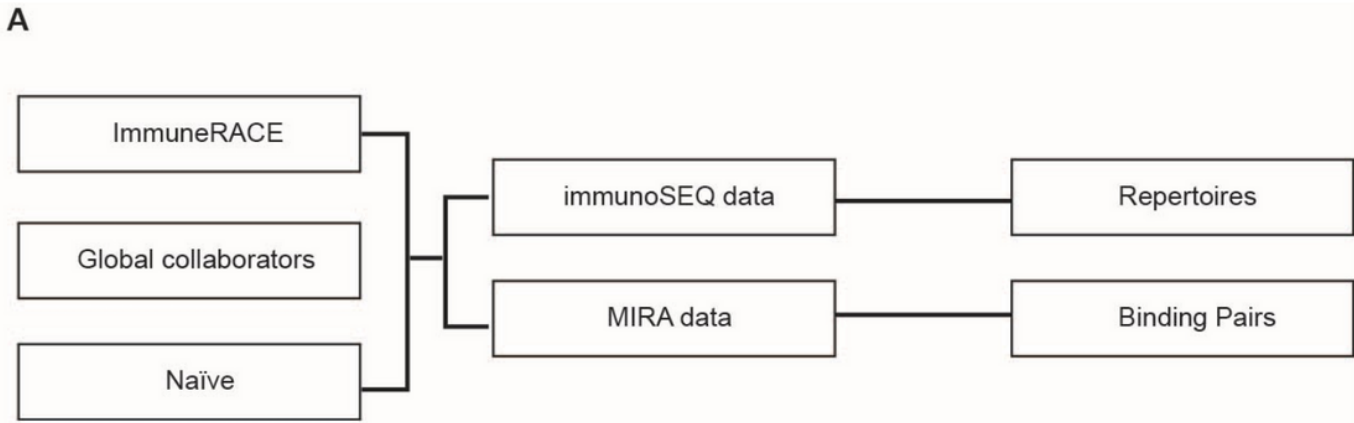 A
ImmuneRACE
Global collaborators
Naïve
immunoSEQ data
MIRA data
Repertoires
Binding Pairs